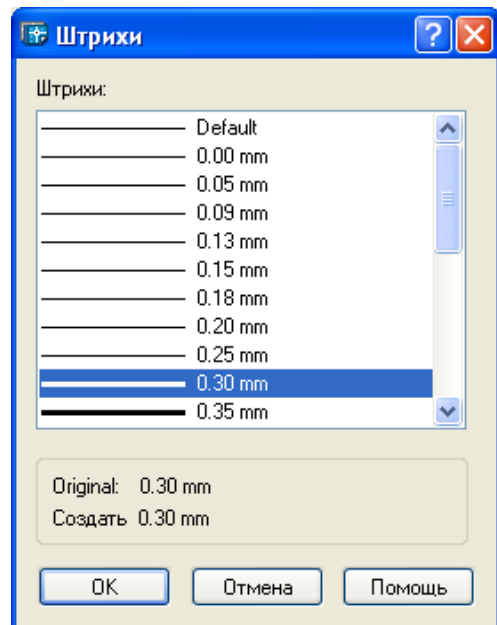 Штрихи
Штрихи:
Default
0.00 mm
0.05 mm
0.09 mm
0.13 mm
0.15 mm
0.18 mm
0.20 mm
0.25 mm
0.30 mm
0.35 mm
Original: 0.30 mm
Создать 0.30 mm
OK Отмена Помощь